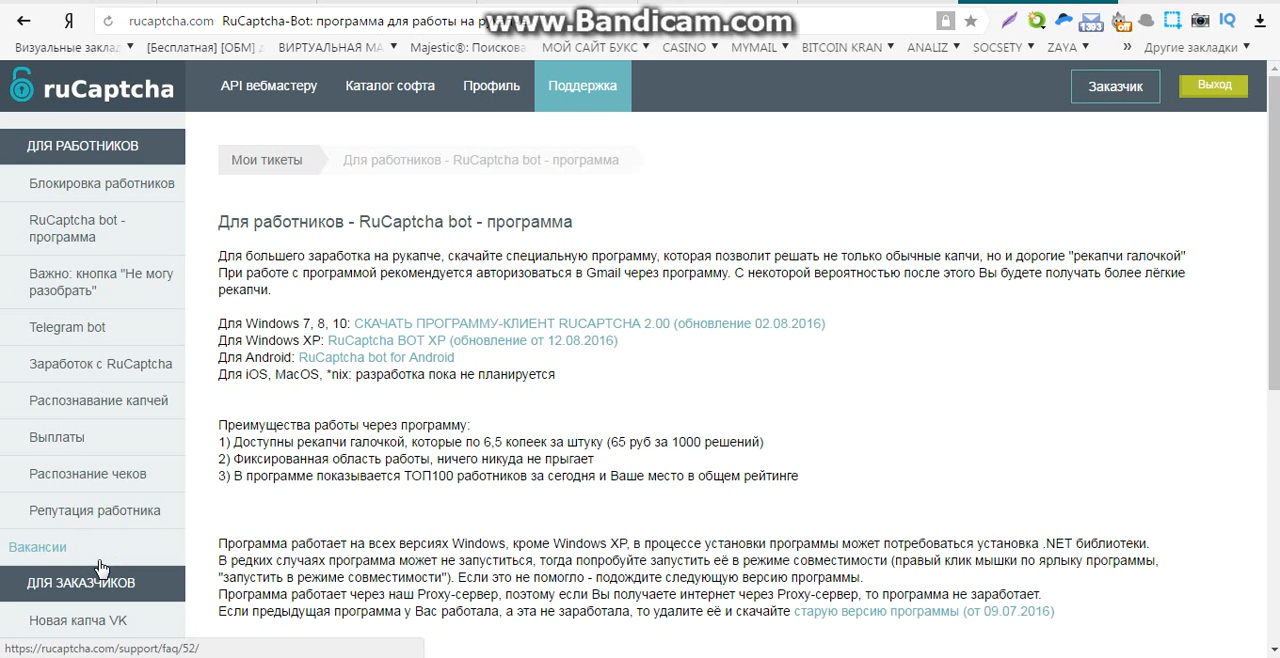 Я rucaptcha.com RuCaptcha-Bot: программа для работы на
www.Bandicam.com
1393
off
IQ
Визуальные заклад [Бесплатная] [ОБМ] ВИРТУАЛЬНАЯ МА Majestic®: Поискова МОЙ САЙТ БУКС CASINO MYMAIL BITCOIN KRAN ANALIZ SOCSETY ZAYA » Другие закладки
ruCaptcha API вебмастеру Каталог софта Профиль Поддержка Заказчик Выход
ДЛЯ РАБОТНИКОВ
Блокировка работников
RuCaptcha bot -
программа
Важно: кнопка "Не могу
разобрать"
Telegram bot
Заработок с RuCaptcha
Распознавание капчей
Выплаты
Распознание чеков
Репутация работника
Вакансии
ДЛЯ ЗАКАЗЧИКОВ
Новая капча VK
https://rucaptcha.com/support/faq/52/
Мои тикеты Для работников - RuCaptcha bot - программа
Для работников - RuCaptcha bot - программа
Для большего заработка на рукапче, скачайте специальную программу, которая позволит решать не только обычные капчи, но и дорогие "рекапчи галочкой"
При работе с программой рекомендуется авторизоваться в Gmail через программу. С некоторой вероятностью после этого Вы будете получать более лёгкие
рекапчи.
Для Windows 7, 8, 10: СКАЧАТЬ ПРОГРАММУ-КЛИЕНТ RUCAPTCHA 2.00 (обновление 02.08.2016)
Для Windows XP: RuCaptcha BOT XP (обновление от 12.08.2016)
Для Android: RuCaptcha bot for Android
Для iOS, MacOS, *nix: разработка пока не планируется
Преимущества работы через программу:
1) Доступны рекапчи галочкой, которые по 6,5 копеек за штуку (65 руб за 1000 решений)
2) Фиксированная область работы, ничего никуда не прыгает
3) В программе показывается ТОП100 работников за сегодня и Ваше место в общем рейтинге
Программа работает на всех версиях Windows, кроме Windows XP, в процессе установки программы может потребоваться установка .NET библиотеки.
В редких случаях программа может не запуститься, тогда попробуйте запустить её в режиме совместимости (правый клик мышки по ярлыку программы,
"запустить в режиме совместимости"). Если это не помогло - подождите следующую версию программы.
Программа работает через наш Proxy-сервер, поэтому если Вы получаете интернет через Proxy-сервер, то программа не заработает.
Если предыдущая программа у Вас работала, а эта не заработала, то удалите её и скачайте старую версию программы (от 09.07.2016)